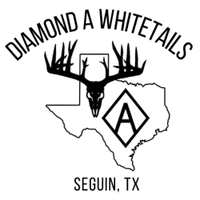 DIAMOND A WHITETAILS
A
SEGUIN, TX